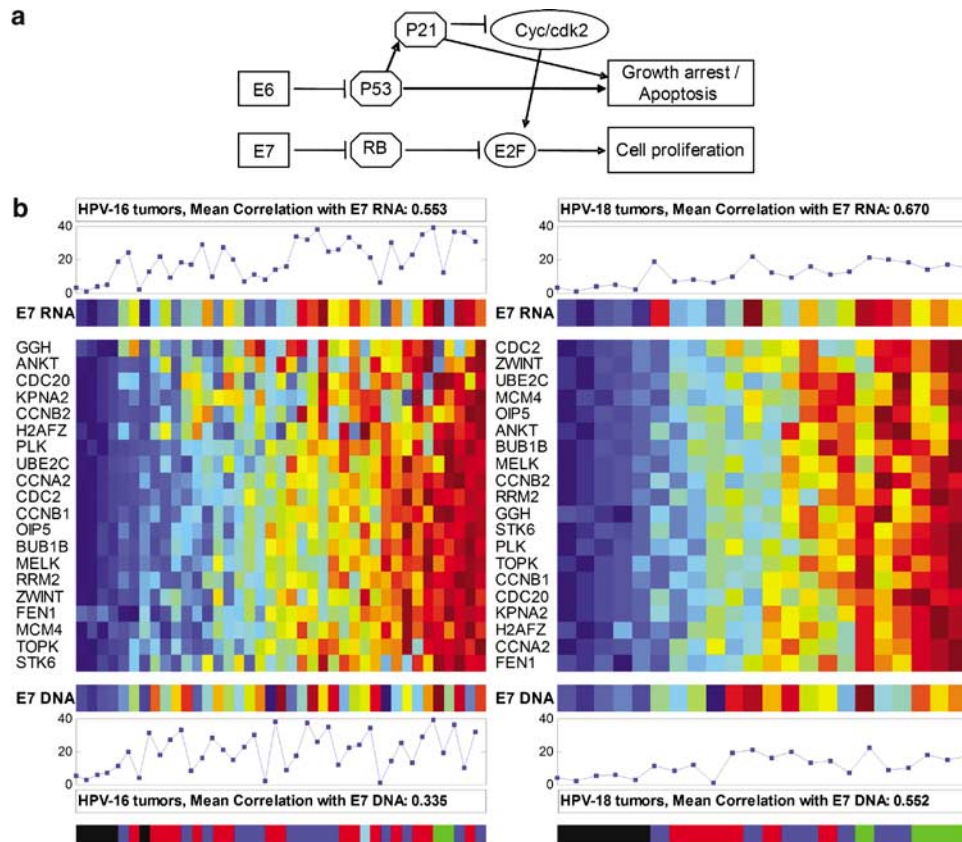 a
P21
Cyc/cdk2
E6
P53
Growth arrest /
Apoptosis
E7
RB
E2F
Cell proliferation
b
HPV-16 tumors, Mean Correlation with E7 RNA: 0.553
40
20
0
E7 RNA
GGH
ANKT
CDC20
KPNA2
CCNB2
H2AFZ
PLK
UBE2C
CCNA2
CDC2
CCNB1
OIP5
BUB1B
MELK
RRM2
ZWINT
FEN1
MCM4
TOPK
STK6
E7 DNA
40
20
0
HPV-16 tumors, Mean Correlation with E7 DNA: 0.335
HPV-18 tumors, Mean Correlation with E7 RNA: 0.670
40
20
0
E7 RNA
CDC2
ZWINT
UBE2C
MCM4
OIP5
ANKT
BUB1B
MELK
CCNB2
RRM2
GGH
STK6
PLK
TOPK
CCNB1
CDC20
KPNA2
H2AFZ
CCNA2
FEN1
E7 DNA
40
20
0
HPV-18 tumors, Mean Correlation with E7 DNA: 0.552